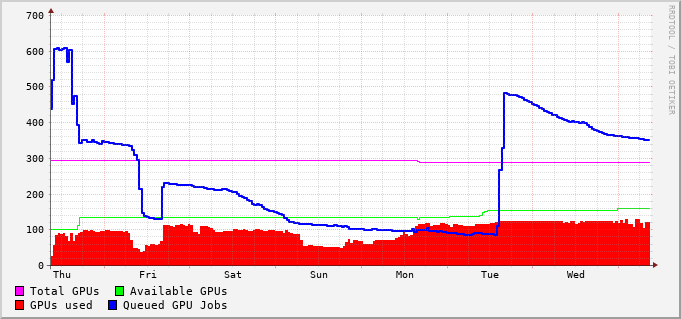 700
600
500
400
300
200
100
0
Thu Fri Sat Sun Mon Tue Wed
Total GPUs Available GPUs
GPUs used Queued GPU Jobs
RRDTOOL / TOBI OETIKER